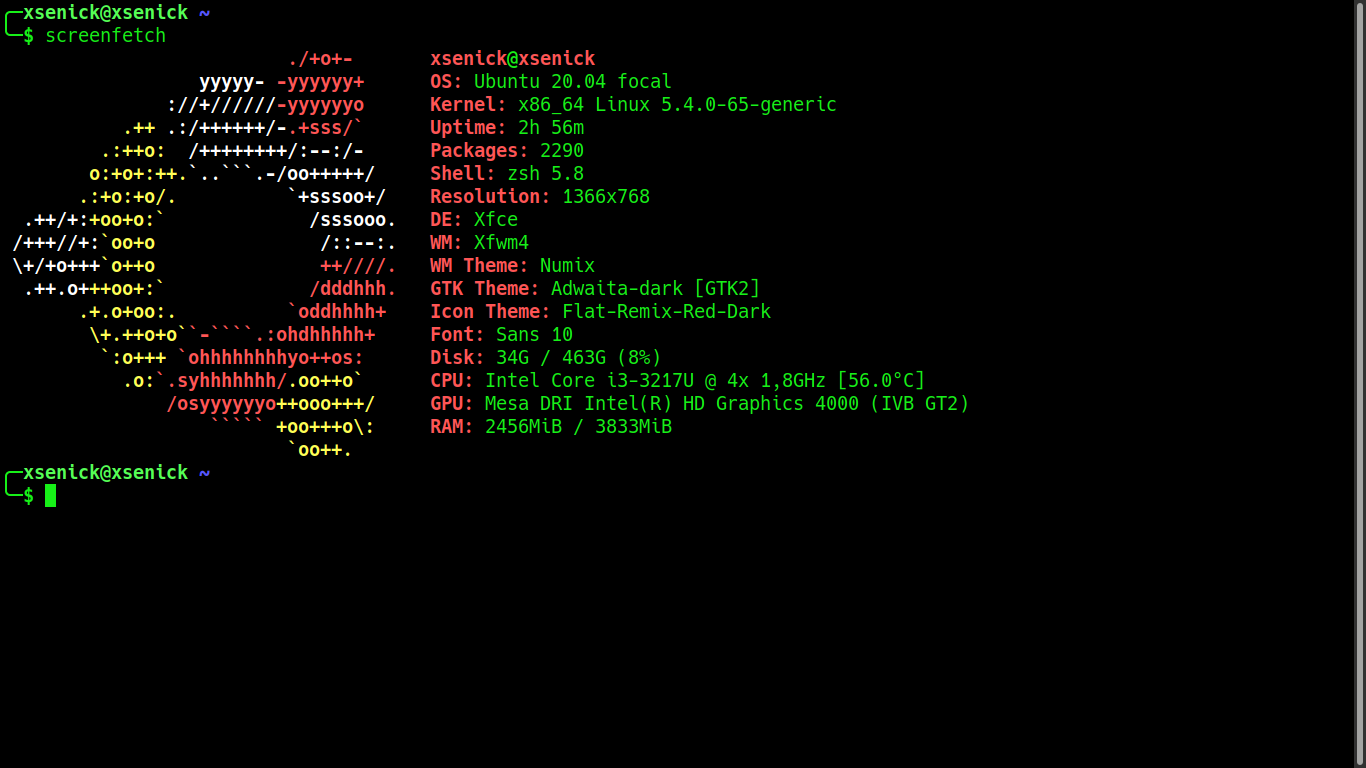 ╭─xsenick@xsenick ~
╰─$ screenfetch
                         ./+o+-       xsenick@xsenick
                 yyyyy- -yyyyyy+      OS: Ubuntu 20.04 focal
              ://+//////-yyyyyyo      Kernel: x86_64 Linux 5.4.0-65-generic
          .++ .:/++++++/-.+sss/`      Uptime: 2h 56m
        .:++o:  /++++++++/:--:/-      Packages: 2290
       o:+o+:++.`..```.-/oo+++++/     Shell: zsh 5.8
      .:+o:+o/.          `+sssoo+/    Resolution: 1366x768
 .++/+:+oo+o:`             /sssooo.   DE: Xfce
/+++//+:`oo+o               /::--:.   WM: Xfwm4
\+/+o+++`o++o               ++////.   WM Theme: Numix
 .++.o+++oo+:`             /dddhhh.   GTK Theme: Adwaita-dark [GTK2]
      .+.o+oo:.          `oddhhhh+    Icon Theme: Flat-Remix-Red-Dark
       \+.++o+o``-````.:ohdhhhhh+     Font: Sans 10
        `:o+++ `ohhhhhhhhyo++os:      Disk: 34G / 463G (8%)
          .o:`.syhhhhhhh/.oo++o`      CPU: Intel Core i3-3217U @ 4x 1,8GHz [56.0°C]
              /osyyyyyyo++ooo+++/     GPU: Mesa DRI Intel(R) HD Graphics 4000 (IVB GT2)
                  ````` +oo+++o\:     RAM: 2456MiB / 3833MiB
                         `oo++.
╭─xsenick@xsenick ~
╰─$